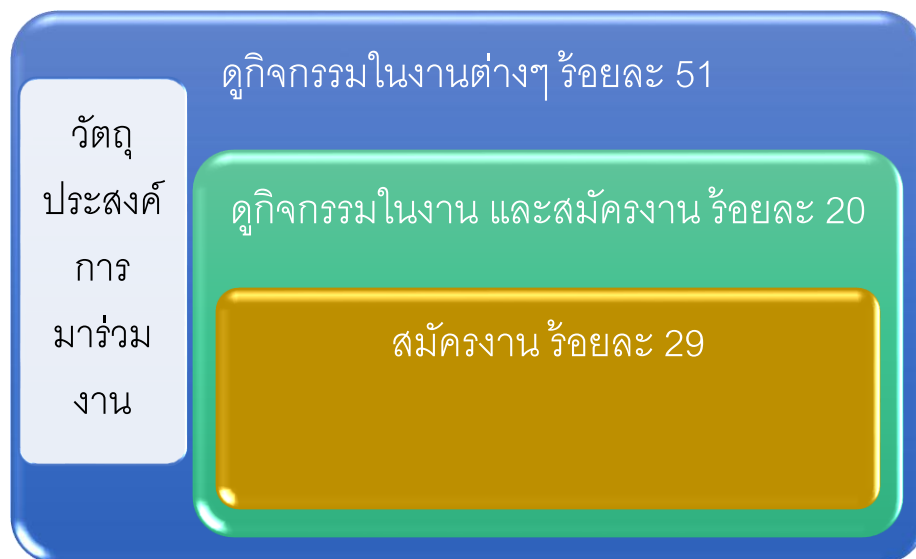 ดูกิจกรรมในงานต่างๆ ร้อยละ 51
วัตถุ
ประสงค์
การ
มาร่วม
งาน
ดูกิจกรรมในงาน และสมัครงาน ร้อยละ 20
สมัครงาน ร้อยละ 29